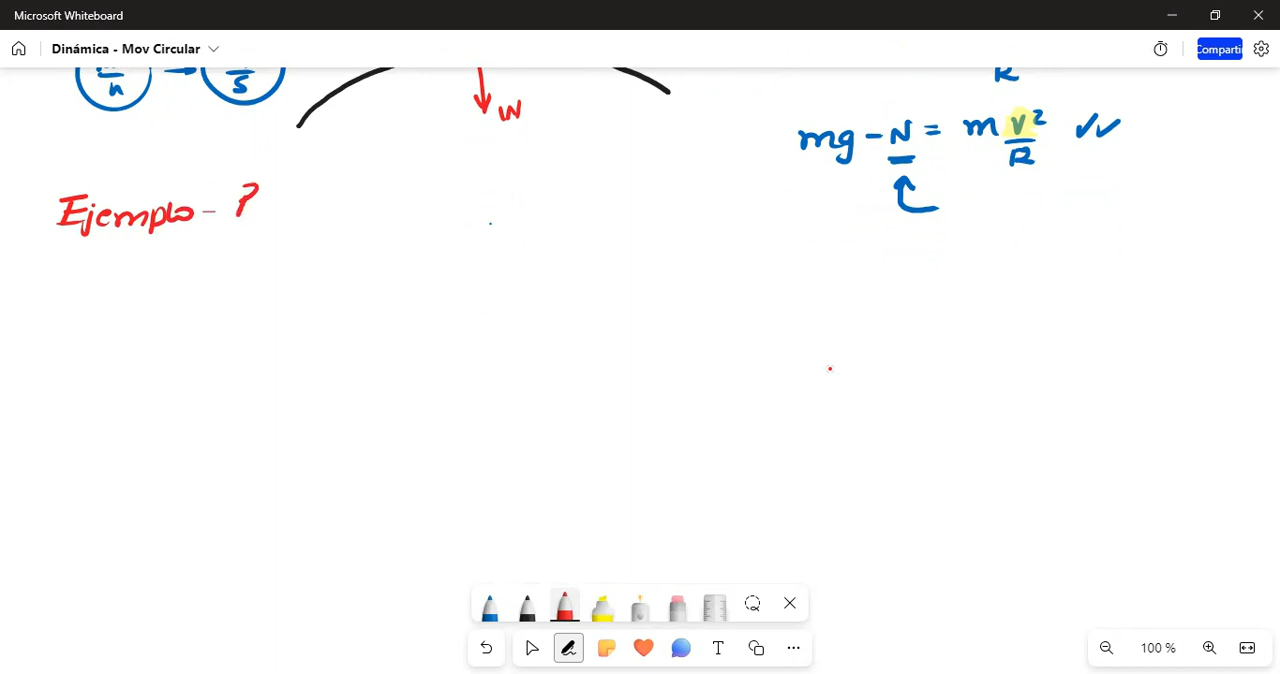 Microsoft Whiteboard
Dinámica - Mov Circular
Compartir
h → S
W
R
mg - N = m v² / R
Ejemplo - ?
100 %